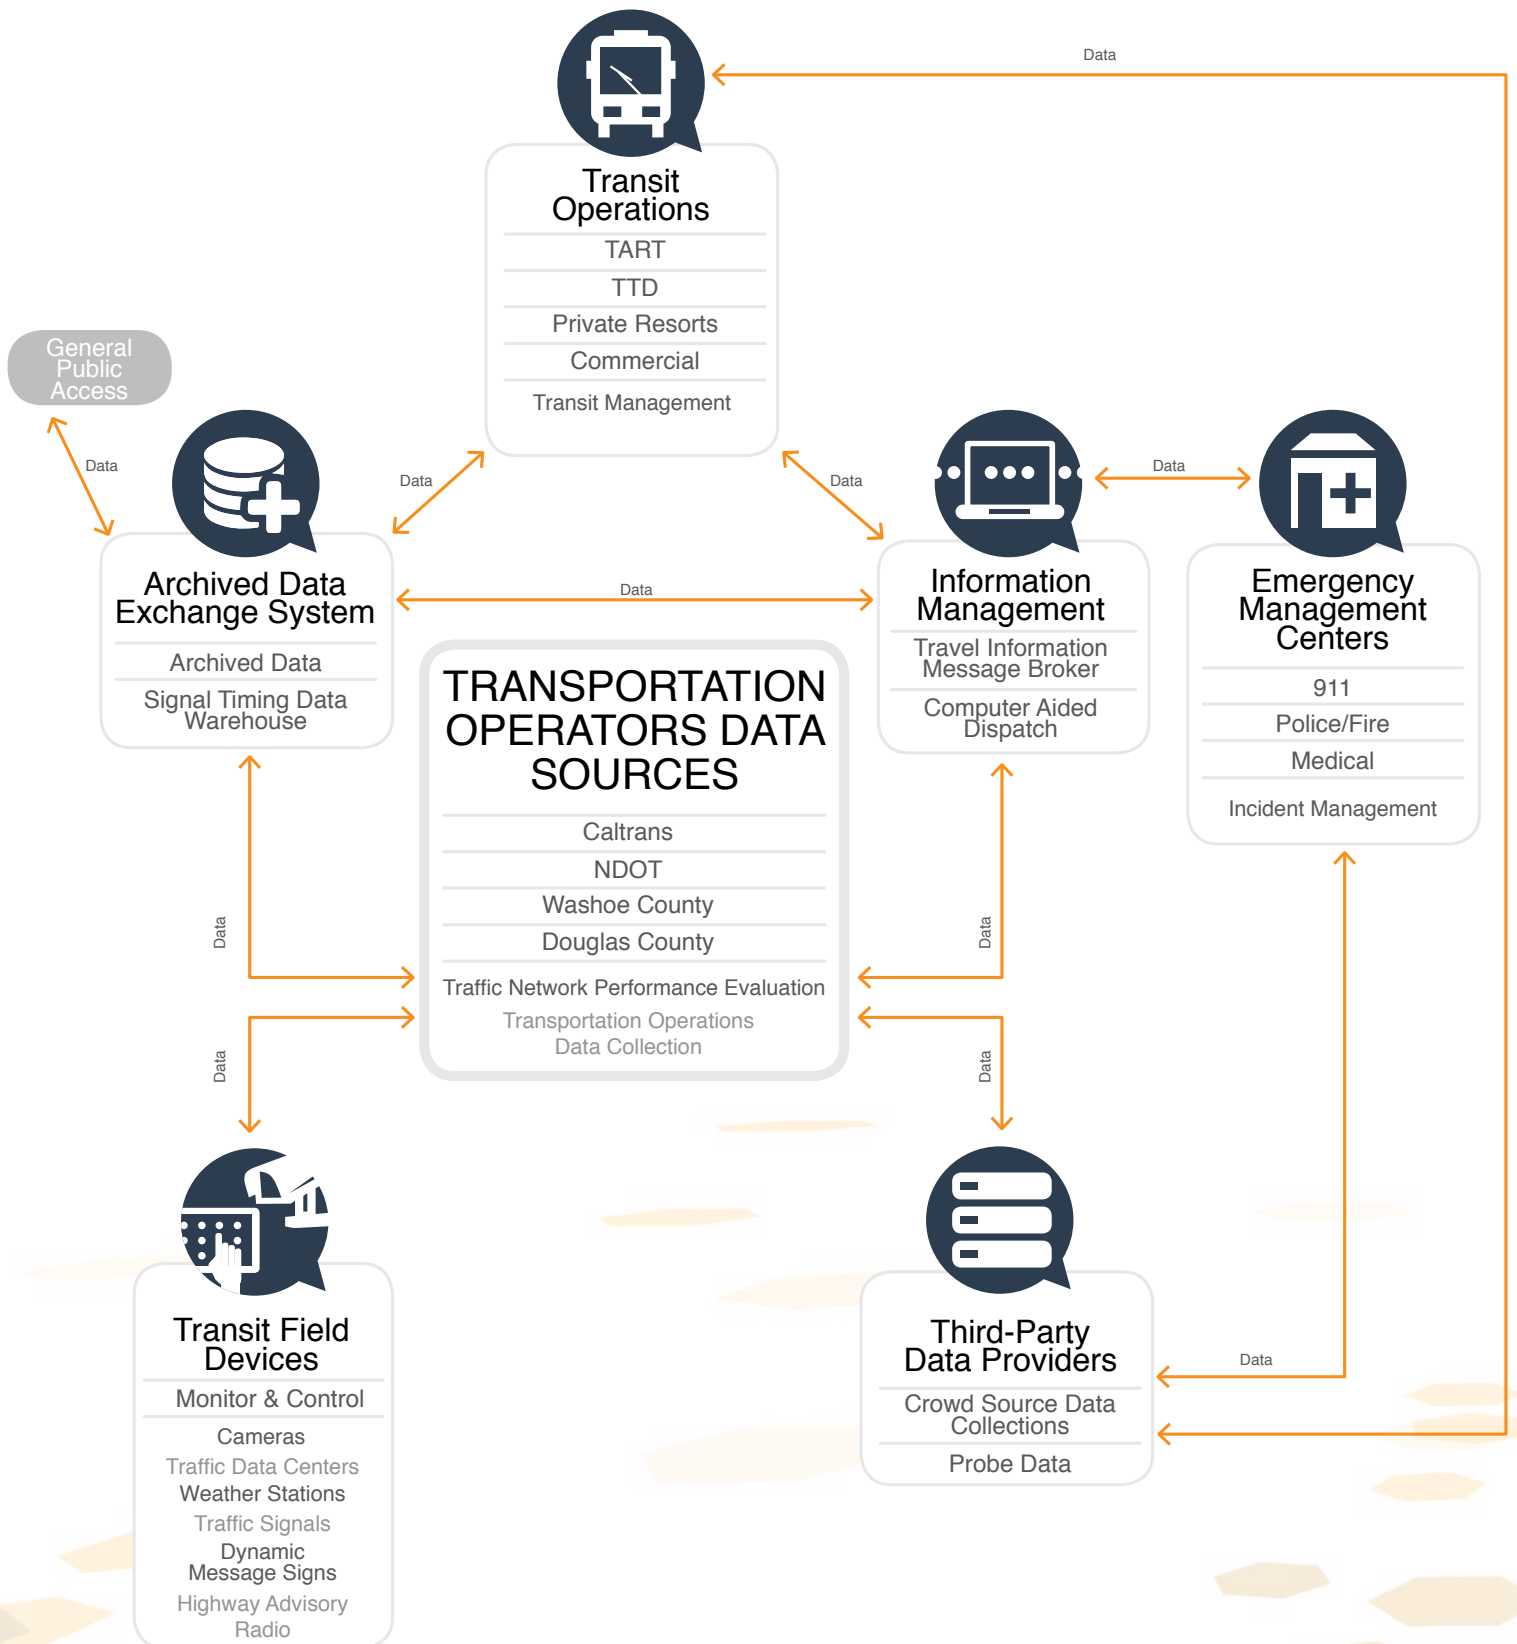 Data
Transit
Operations
TART
TTD
Private Resorts
Commercial
Transit Management
General
Public
Access
Data
Data
Data
Data
Archived Data
Exchange System
Archived Data
Signal Timing Data
Warehouse
Data
Information
Management
Travel Information
Message Broker
Computer Aided
Dispatch
Emergency
Management
Centers
911
Police/Fire
Medical
Incident Management
TRANSPORTATION
OPERATORS DATA
SOURCES
Caltrans
NDOT
Washoe County
Douglas County
Traffic Network Performance Evaluation
Transportation Operations
Data Collection
Data
Data
Data
Data
Transit Field
Devices
Monitor & Control
Cameras
Traffic Data Centers
Weather Stations
Traffic Signals
Dynamic
Message Signs
Highway Advisory
Radio
Third-Party
Data Providers
Crowd Source Data
Collections
Probe Data
Data